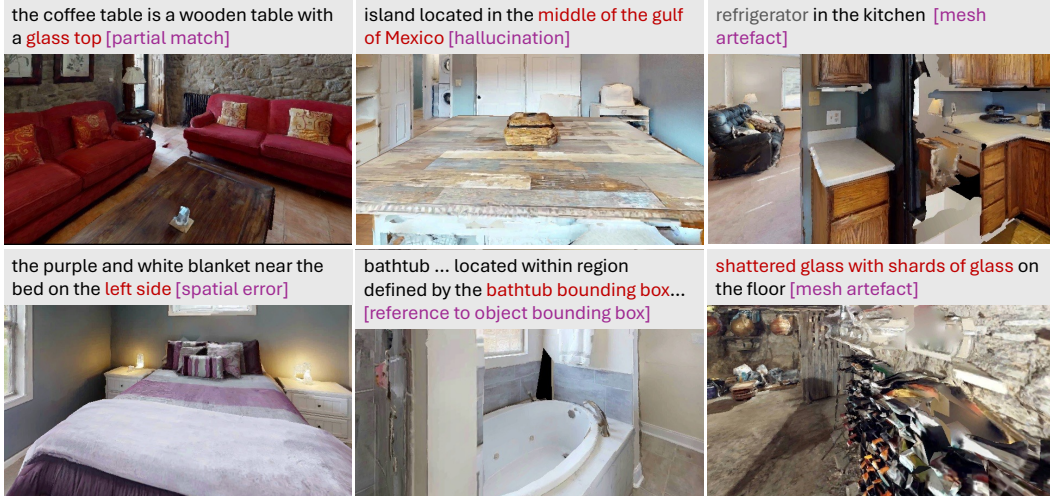 the coffee table is a wooden table with
a glass top [partial match]
island located in the middle of the gulf
of Mexico [hallucination]
refrigerator in the kitchen [mesh
artefact]
the purple and white blanket near the
bed on the left side [spatial error]
bathtub ... located within region
defined by the bathtub bounding box...
[reference to object bounding box]
shattered glass with shards of glass on
the floor [mesh artefact]